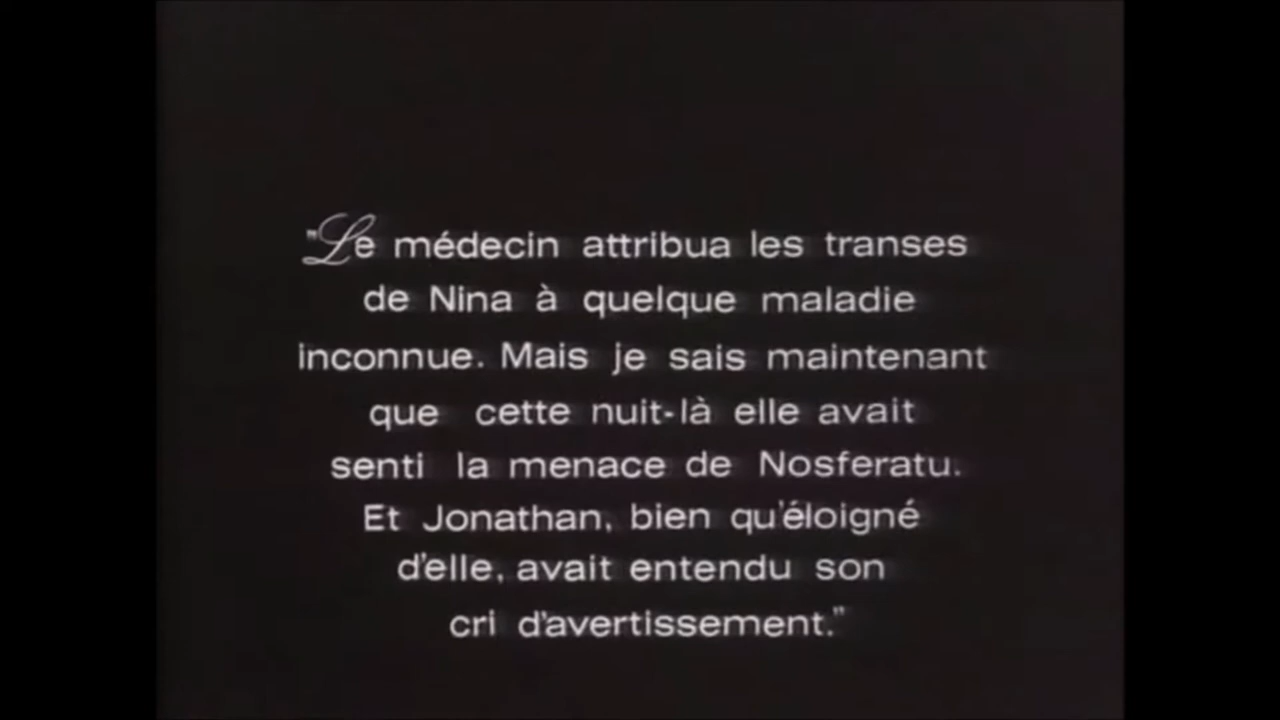 "Le médecin attribua les transes
de Nina à quelque maladie
inconnue. Mais je sais maintenant
que cette nuit-là elle avait
senti la menace de Nosferatu.
Et Jonathan, bien qu'éloigné
d'elle, avait entendu son
cri d'avertissement."